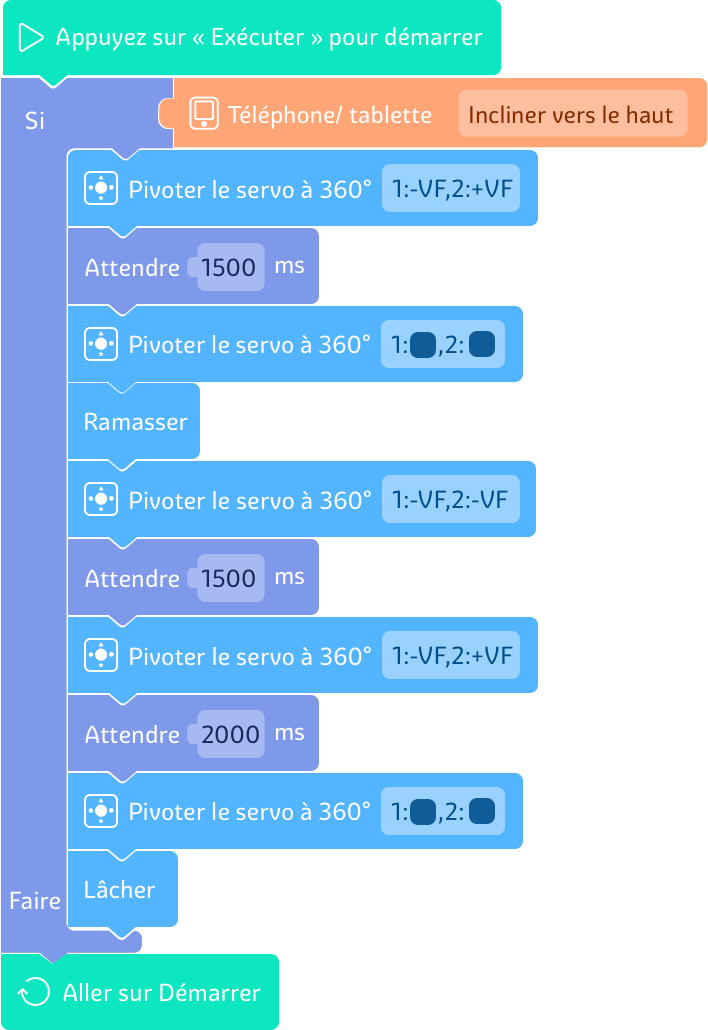 Appuyez sur « Exécuter » pour démarrer
Si
Téléphone/ tablette Incliner vers le haut
Pivoter le servo à 360° 1:-VF,2:+VF
Attendre 1500 ms
Pivoter le servo à 360° 1: ,2:
Ramasser
Pivoter le servo à 360° 1:-VF,2:-VF
Attendre 1500 ms
Pivoter le servo à 360° 1:-VF,2:+VF
Attendre 2000 ms
Pivoter le servo à 360° 1: ,2:
Lâcher
Faire
Aller sur Démarrer